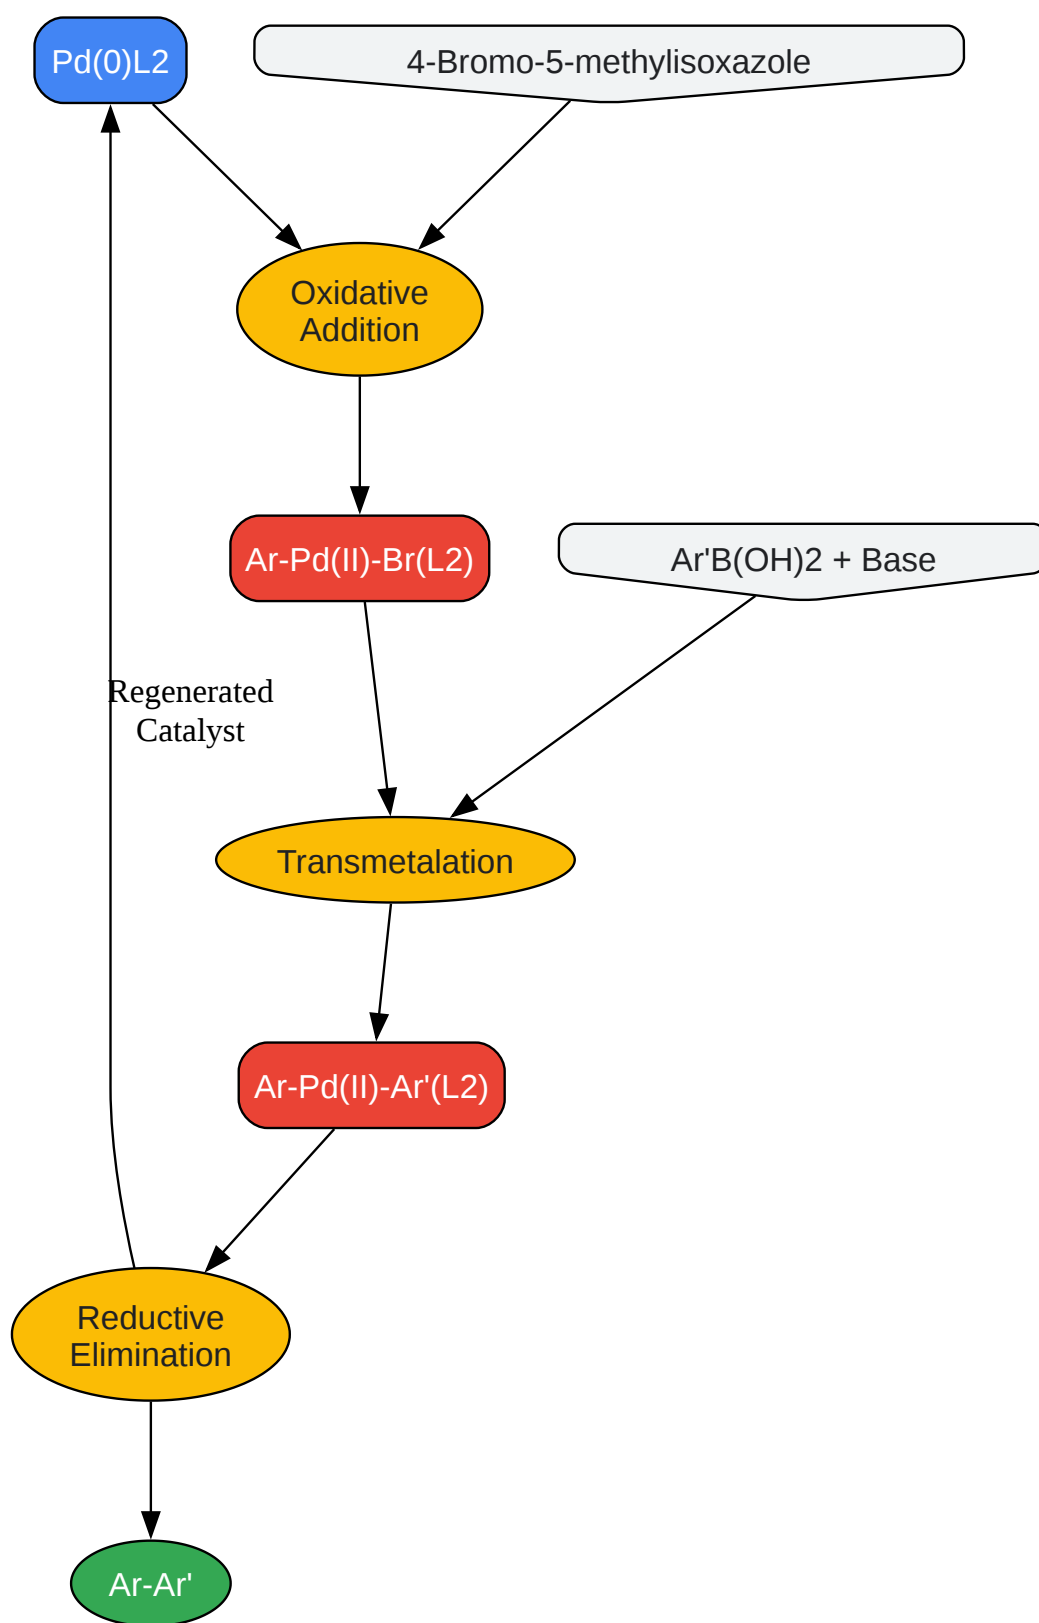 Pd(0)L2
4-Bromo-5-methylisoxazole
Oxidative
Addition
Ar-Pd(II)-Br(L2)
Ar'B(OH)2 + Base
Regenerated
Catalyst
Transmetalation
Ar-Pd(II)-Ar'(L2)
Reductive
Elimination
Ar-Ar'